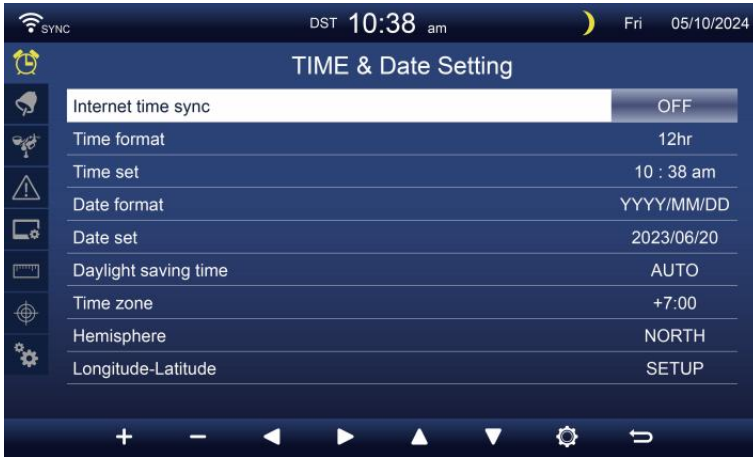 SYNC DST 10:38 am Fri 05/10/2024
TIME & Date Setting
Internet time sync OFF
Time format 12hr
Time set 10 : 38 am
Date format YYYY/MM/DD
Date set 2023/06/20
Daylight saving time AUTO
Time zone +7:00
Hemisphere NORTH
Longitude-Latitude SETUP